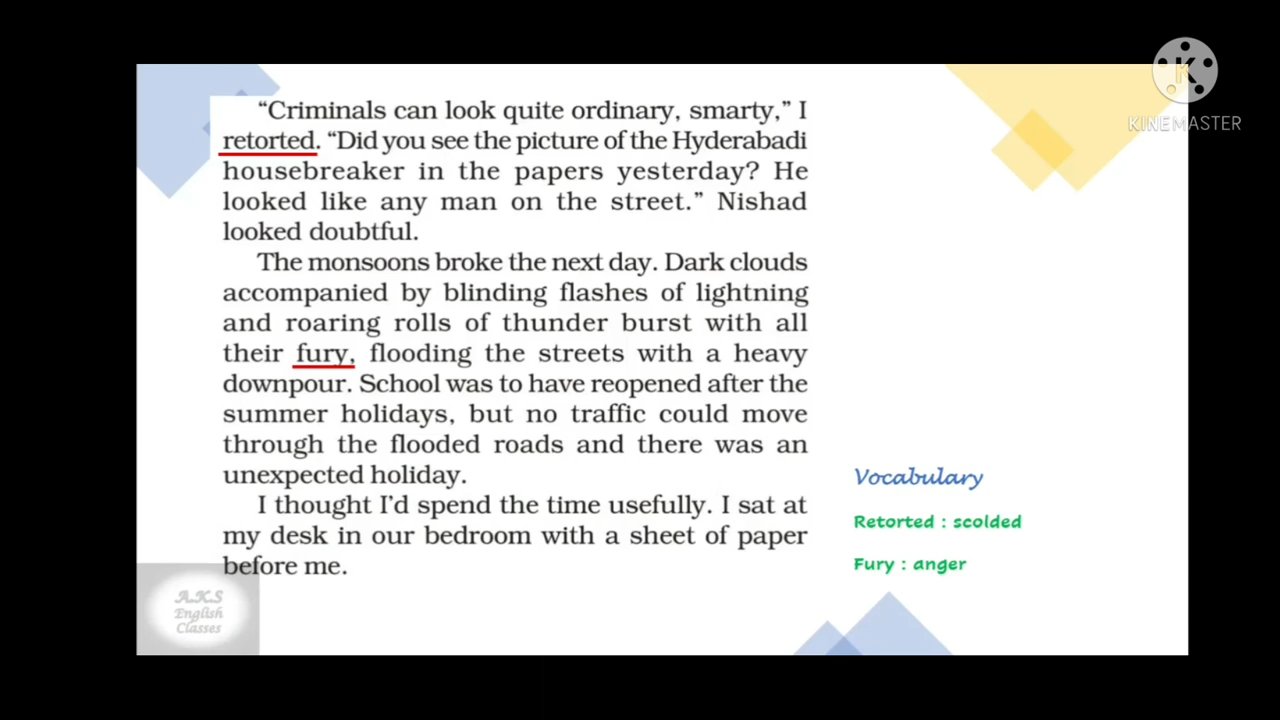 “Criminals can look quite ordinary, smarty,” I
retorted. “Did you see the picture of the Hyderabadi
housebreaker in the papers yesterday? He
looked like any man on the street.” Nishad
looked doubtful.
The monsoons broke the next day. Dark clouds
accompanied by blinding flashes of lightning
and roaring rolls of thunder burst with all
their fury, flooding the streets with a heavy
downpour. School was to have reopened after the
summer holidays, but no traffic could move
through the flooded roads and there was an
unexpected holiday.
I thought I’d spend the time usefully. I sat at
my desk in our bedroom with a sheet of paper
before me.
Vocabulary
Retorted : scolded
Fury : anger
A.K.S
English
Classes
K
KINEMASTER